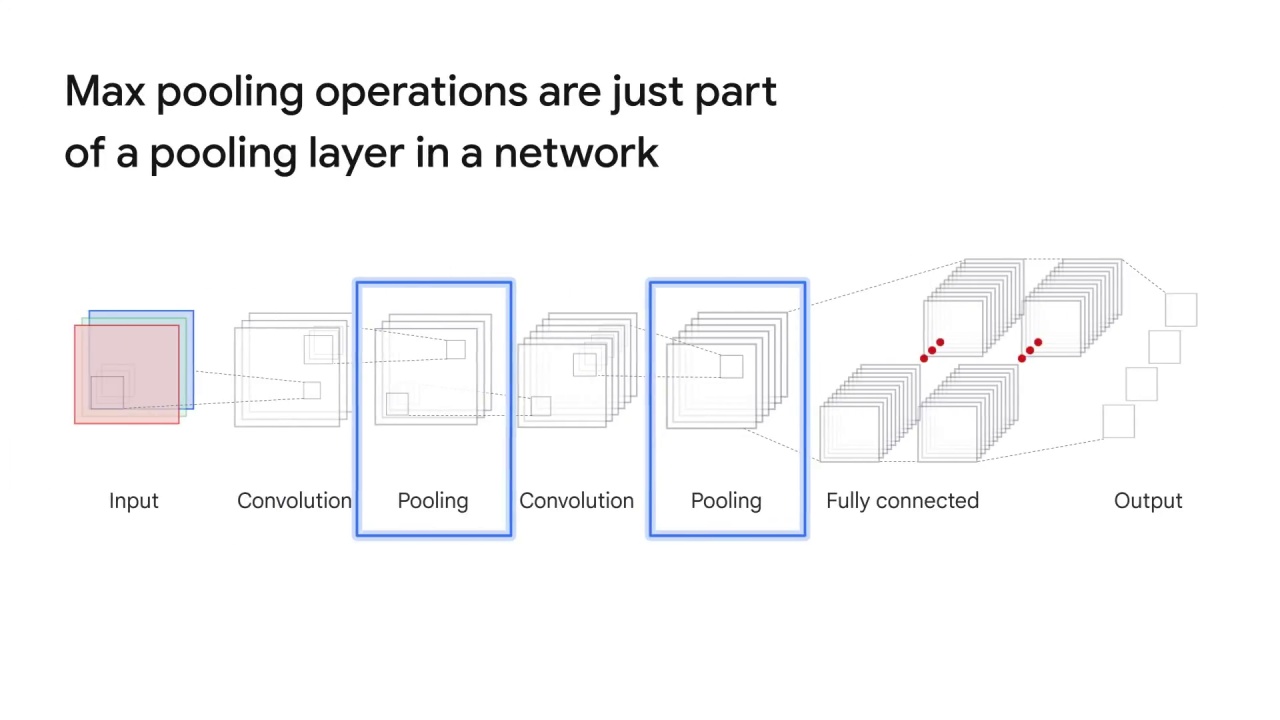 Max pooling operations are just part
of a pooling layer in a network
Input
Convolution
Pooling
Convolution
Pooling
Fully connected
Output